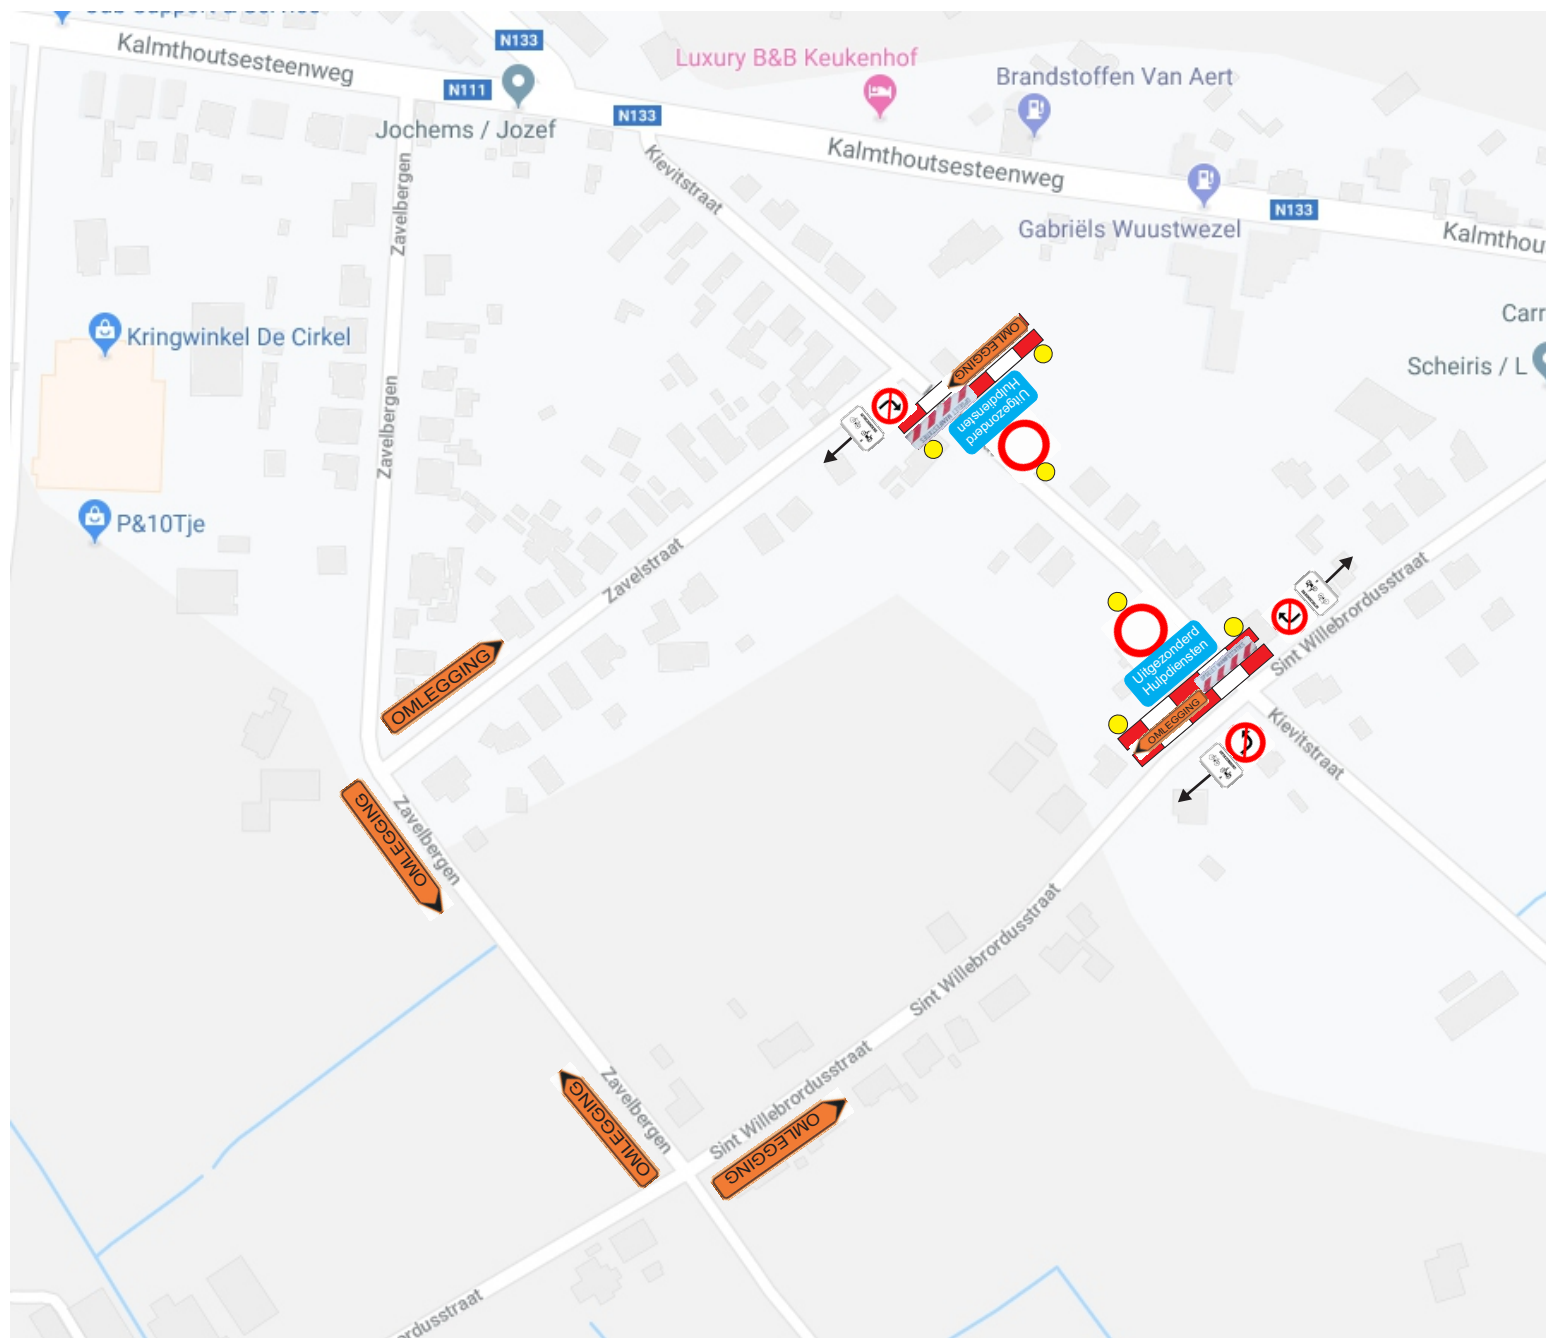 Kalmthoutsesteenweg
N133
N111
Jochems / Jozef
N133
Luxury B&B Keukenhof
Brandstoffen Van Aert
Kalmthoutsesteenweg
Gabriëls Wuustwezel
N133
Kalmthou
Carr
Scheiris / L
Kievitstraat
Zavelbergen
Kringwinkel De Cirkel
Zavelbergen
P&10Tje
OMLEGGING
Uitgezonderd
Hulpdiensten
Zavelstraat
Sint Willebrordusstraat
Uitgezonderd
Hulpdiensten
OMLEGGING
OMLEGGING
Kievitstraat
OMLEGGING
Zavelbergen
Sint Willebrordusstraat
OMLEGGING
Zavelbergen
Sint Willebrordusstraat
OMLEGGING
ordusstraat